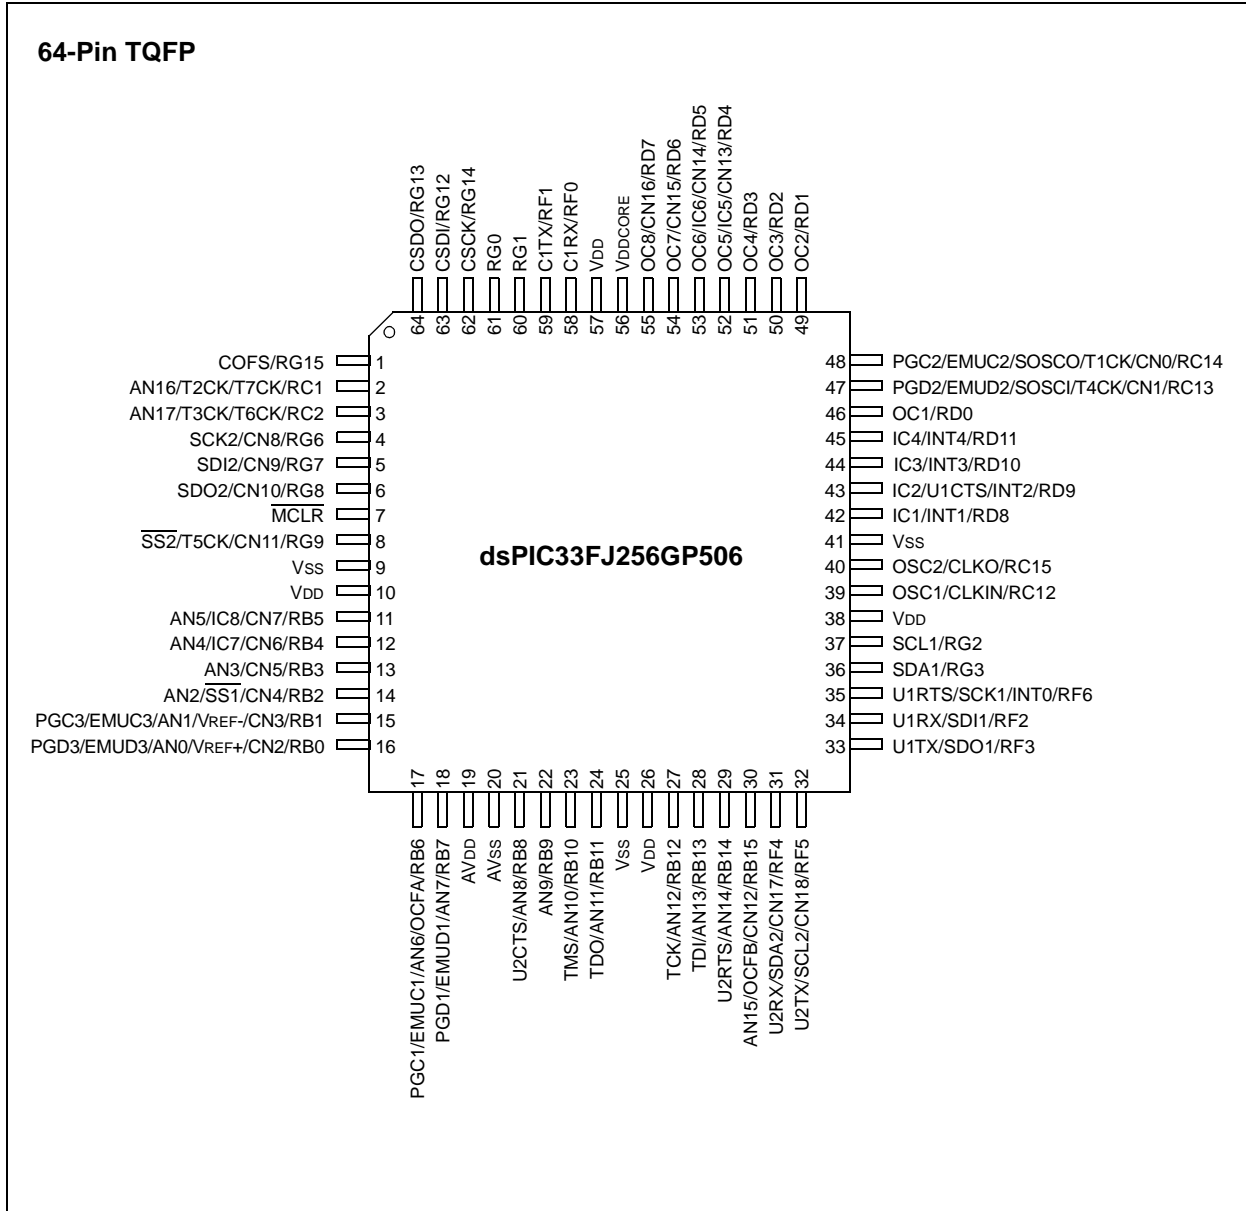 64-Pin TQFP
CSDO/RG13
CSDI/RG12
CSCK/RG14
RG0
RG1
C1TX/RF1
C1RX/RF0
VDD
VDDCORE
OC8/CN16/RD7
OC7/CN15/RD6
OC6/IC6/CN14/RD5
OC5/IC5/CN13/RD4
OC4/RD3
OC3/RD2
OC2/RD1
64 63 62 61 60 59 58 57 56 55 54 53 52 51 50 49
COFS/RG15 1
AN16/T2CK/T7CK/RC1 2
AN17/T3CK/T6CK/RC2 3
SCK2/CN8/RG6 4
SDI2/CN9/RG7 5
SDO2/CN10/RG8 6
MCLR 7
SS2/T5CK/CN11/RG9 8
VSS 9
VDD 10
AN5/IC8/CN7/RB5 11
AN4/IC7/CN6/RB4 12
AN3/CN5/RB3 13
AN2/SS1/CN4/RB2 14
PGC3/EMUC3/AN1/VREF-/CN3/RB1 15
PGD3/EMUD3/AN0/VREF+/CN2/RB0 16
dsPIC33FJ256GP506
48 PGC2/EMUC2/SOSCO/T1CK/CN0/RC14
47 PGD2/EMUD2/SOSCI/T4CK/CN1/RC13
46 OC1/RD0
45 IC4/INT4/RD11
44 IC3/INT3/RD10
43 IC2/U1CTS/INT2/RD9
42 IC1/INT1/RD8
41 VSS
40 OSC2/CLKO/RC15
39 OSC1/CLKIN/RC12
38 VDD
37 SCL1/RG2
36 SDA1/RG3
35 U1RTS/SCK1/INT0/RF6
34 U1RX/SDI1/RF2
33 U1TX/SDO1/RF3
17 18 19 20 21 22 23 24 25 26 27 28 29 30 31 32
PGC1/EMUC1/AN6/OCFA/RB6
PGD1/EMUD1/AN7/RB7
AVDD
AVSS
U2CTS/AN8/RB8
AN9/RB9
TMS/AN10/RB10
TDO/AN11/RB11
VSS
VDD
TCK/AN12/RB12
TDI/AN13/RB13
U2RTS/AN14/RB14
AN15/OCFB/CN12/RB15
U2RX/SDA2/CN17/RF4
U2TX/SCL2/CN18/RF5